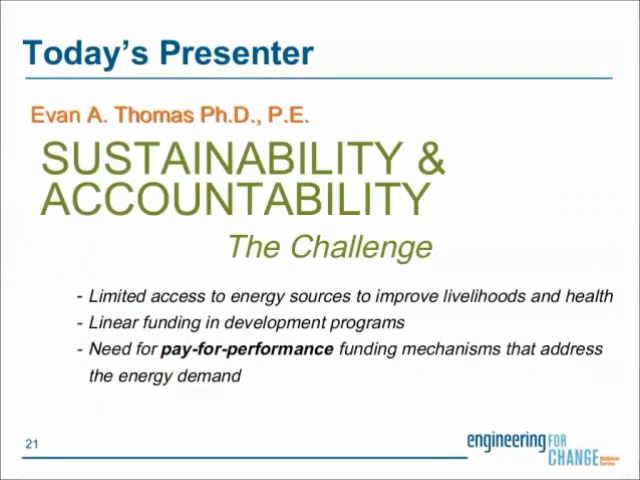 Today's Presenter
Evan A. Thomas Ph.D., P.E.
SUSTAINABILITY &
ACCOUNTABILITY
The Challenge
- Limited access to energy sources to improve livelihoods and health
- Linear funding in development programs
- Need for pay-for-performance funding mechanisms that address
the energy demand
21
engineering FOR
CHANGE Webinar
Series